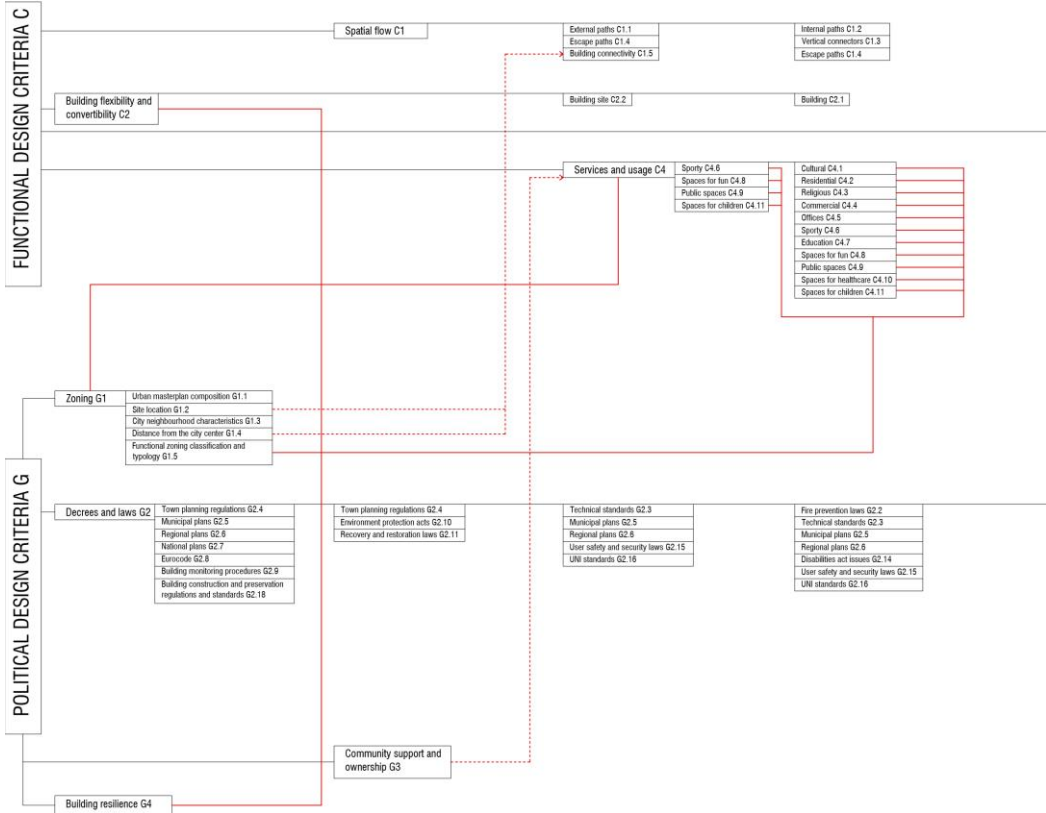 FUNCTIONAL DESIGN CRITERIA C
Spatial flow C1
External paths C1.1
Escape paths C1.4
Building connectivity C1.5
Internal paths C1.2
Vertical connectors C1.3
Escape paths C1.4
Building flexibility and
convertibility C2
Building site C2.2
Building C2.1
Services and usage C4
Sporty C4.6
Spaces for fun C4.8
Public spaces C4.9
Spaces for children C4.11
Cultural C4.1
Residential C4.2
Religious C4.3
Commercial C4.4
Offices C4.5
Sporty C4.6
Education C4.7
Spaces for fun C4.8
Public spaces C4.9
Spaces for healthcare C4.10
Spaces for children C4.11
POLITICAL DESIGN CRITERIA G
Zoning G1
Urban masterplan composition G1.1
Site location G1.2
City neighbourhood characteristics G1.3
Distance from the city center G1.4
Functional zoning classification and
typology G1.5
Decrees and laws G2
Town planning regulations G2.4
Municipal plans G2.5
Regional plans G2.6
National plans G2.7
Eurocode G2.8
Building monitoring procedures G2.9
Building construction and preservation
regulations and standards G2.18
Town planning regulations G2.4
Environment protection acts G2.10
Recovery and restoration laws G2.11
Technical standards G2.3
Municipal plans G2.5
Regional plans G2.6
User safety and security laws G2.15
UNI standards G2.16
Fire prevention laws G2.2
Technical standards G2.3
Municipal plans G2.5
Regional plans G2.6
Disabilities act issues G2.14
User safety and security laws G2.15
UNI standards G2.16
Community support and
ownership G3
Building resilience G4